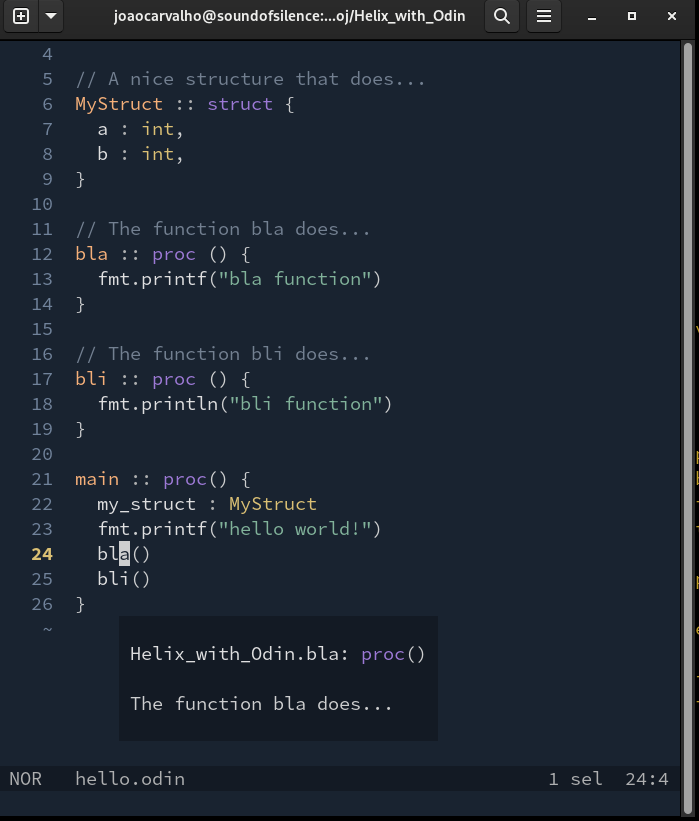 joaocarvalho@soundofsilence:...oj/Helix_with_Odin
4
5 // A nice structure that does...
6 MyStruct :: struct {
7   a : int,
8   b : int,
9 }
10
11 // The function bla does...
12 bla :: proc () {
13   fmt.printf("bla function")
14 }
15
16 // The function bli does...
17 bli :: proc () {
18   fmt.println("bli function")
19 }
20
21 main :: proc() {
22   my_struct : MyStruct
23   fmt.printf("hello world!")
24   bla()
25   bli()
26 }
~
Helix_with_Odin.bla: proc()
The function bla does...
NOR hello.odin 1 sel 24:4